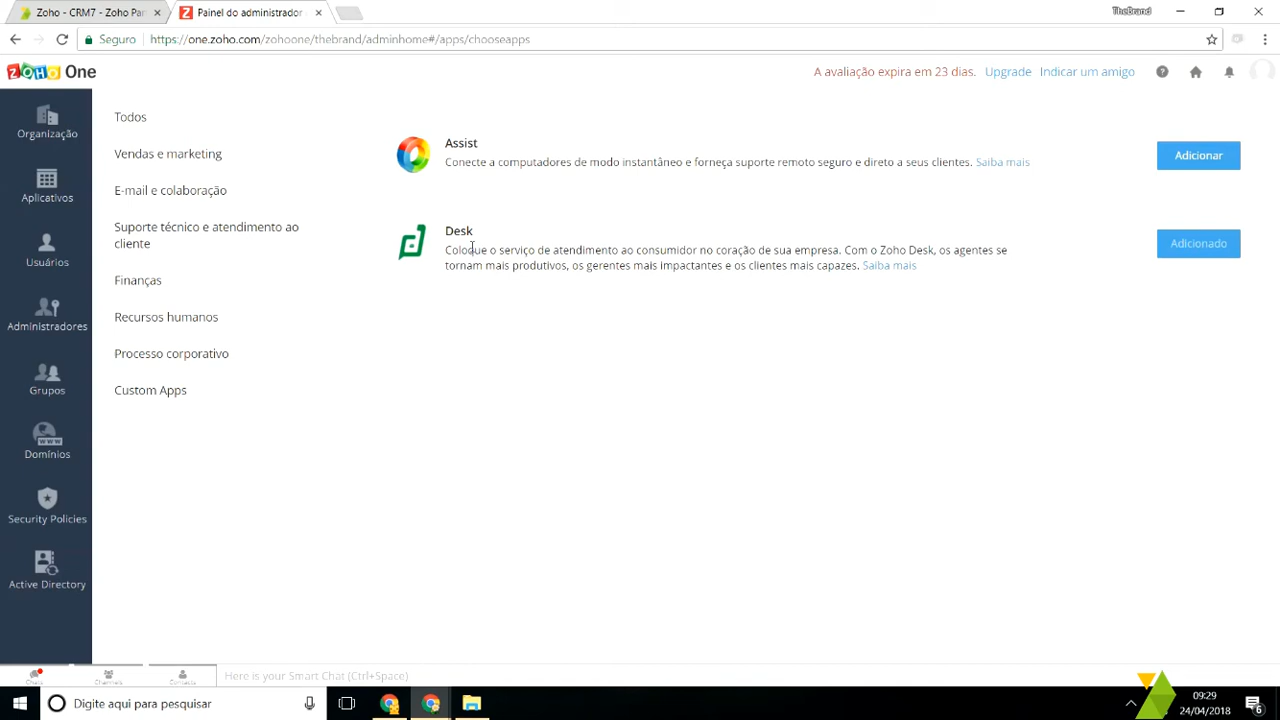 Zoho - CRM7 - Zoho Par
Painel do administrador
TheBrand
Seguro
https://one.zoho.com/zohoone/thebrand/adminhome#/apps/chooseapps
ZOHO One
A avaliação expira em 23 dias.
Upgrade
Indicar um amigo
Organização
Aplicativos
Usuários
Administradores
Grupos
Domínios
Security Policies
Active Directory
Todos
Vendas e marketing
E-mail e colaboração
Suporte técnico e atendimento ao
cliente
Finanças
Recursos humanos
Processo corporativo
Custom Apps
Assist
Conecte a computadores de modo instantâneo e forneça suporte remoto seguro e direto a seus clientes. Saiba mais
Adicionar
Desk
Coloque o serviço de atendimento ao consumidor no coração de sua empresa. Com o Zoho Desk, os agentes se
tornam mais produtivos, os gerentes mais impactantes e os clientes mais capazes. Saiba mais
Adicionado
Chats
Channels
Contacts
Here is your Smart Chat (Ctrl+Space)
Digite aqui para pesquisar
09:29
24/04/2018
6